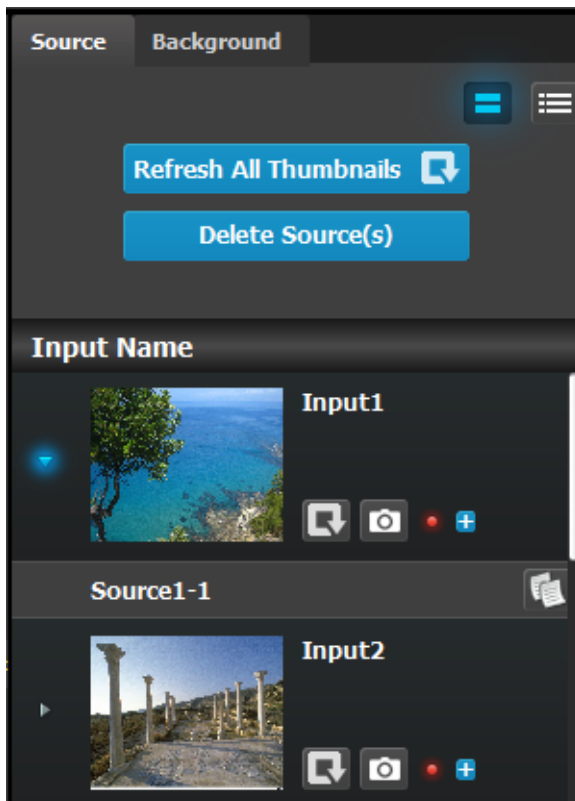 Source
Background
Refresh All Thumbnails
Delete Source(s)
Input Name
Input1
Source1-1
Input2